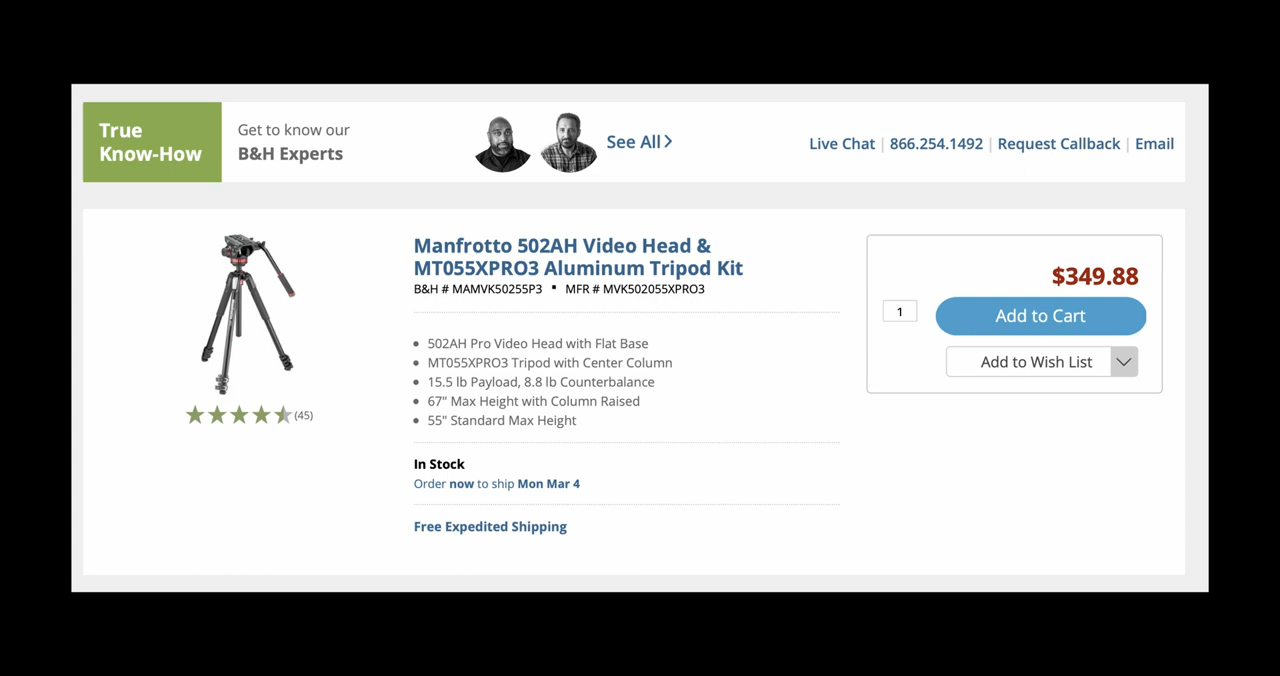 True
Know-How
Get to know our
B&H Experts
See All
Live Chat | 866.254.1492 | Request Callback | Email
Manfrotto 502AH Video Head &
MT055XPRO3 Aluminum Tripod Kit
B&H # MAMVK50255P3 ▪ MFR # MVK502055XPRO3
• 502AH Pro Video Head with Flat Base
• MT055XPRO3 Tripod with Center Column
• 15.5 lb Payload, 8.8 lb Counterbalance
• 67" Max Height with Column Raised
• 55" Standard Max Height
(45)
In Stock
Order now to ship Mon Mar 4
Free Expedited Shipping
$349.88
1
Add to Cart
Add to Wish List